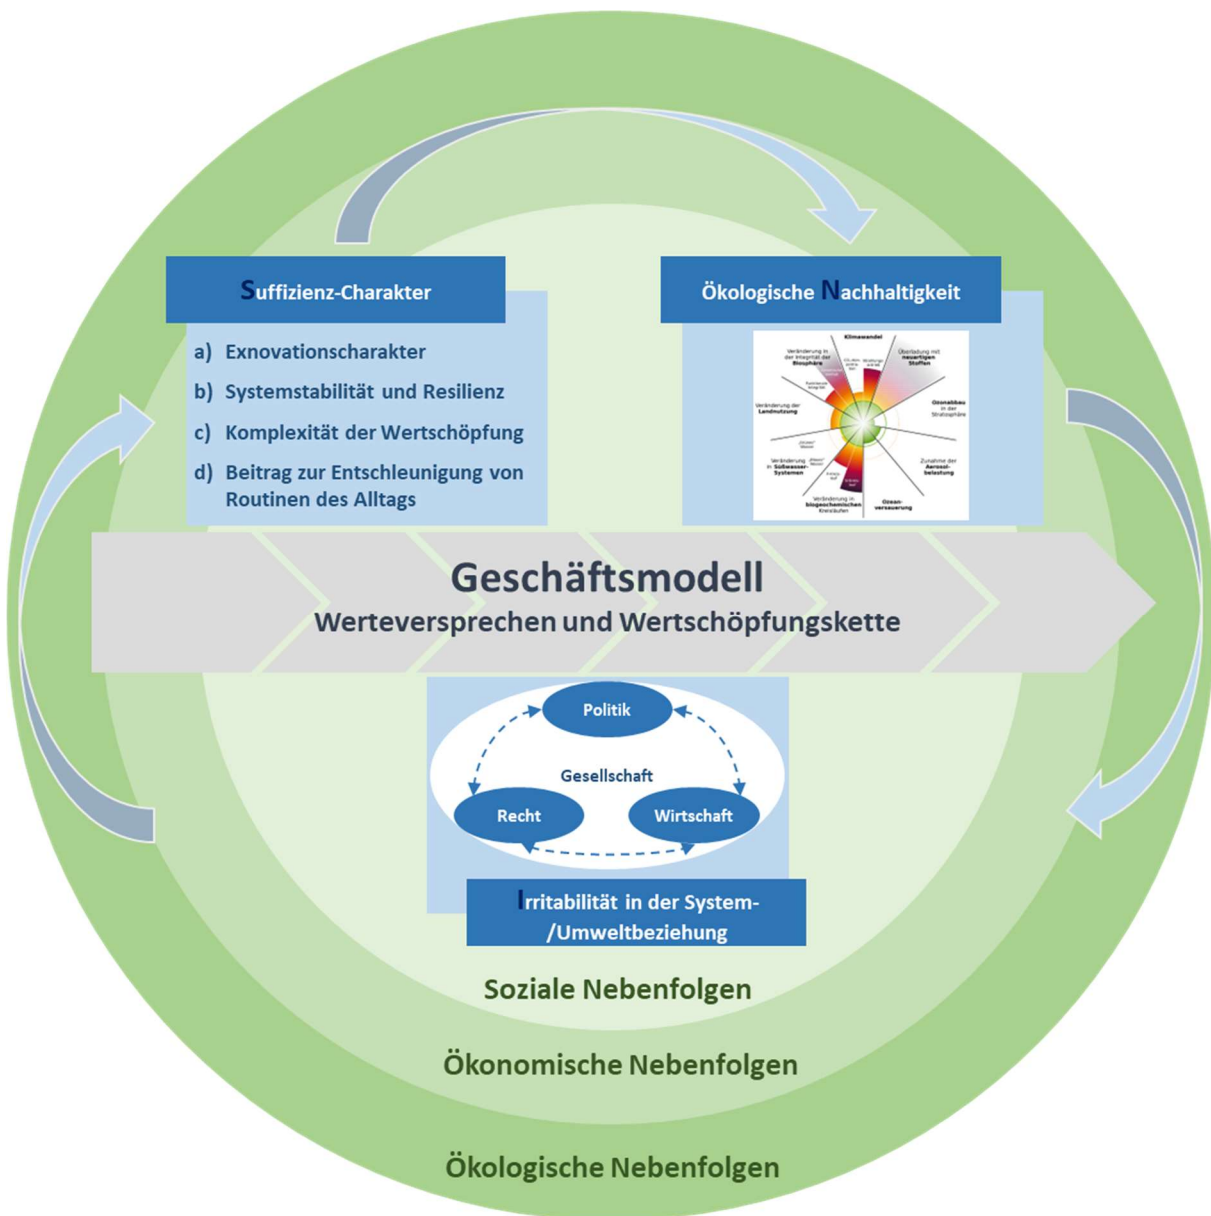 Suffizienz-Charakter
a) Exnovationscharakter
b) Systemstabilität und Resilienz
c) Komplexität der Wertschöpfung
d) Beitrag zur Entschleunigung von
Routinen des Alltags
Ökologische Nachhaltigkeit
Klimawandel
Veränderung in
der Integrität der
Biosphäre
Überladung mit
neuartigen
Stoffen
Veränderung der
Landnutzung
Ozonabbau
in der
Stratosphäre
Veränderung
in Süßwasser-
Systemen
Zunahme der
Aerosol-
belastung
Veränderung in
biogeochemischen
Kreisläufen
Ozean-
versauerung
Geschäftsmodell
Werteversprechen und Wertschöpfungskette
Politik
Gesellschaft
Recht
Wirtschaft
Irritabilität in der System-
/Umweltbeziehung
Soziale Nebenfolgen
Ökonomische Nebenfolgen
Ökologische Nebenfolgen